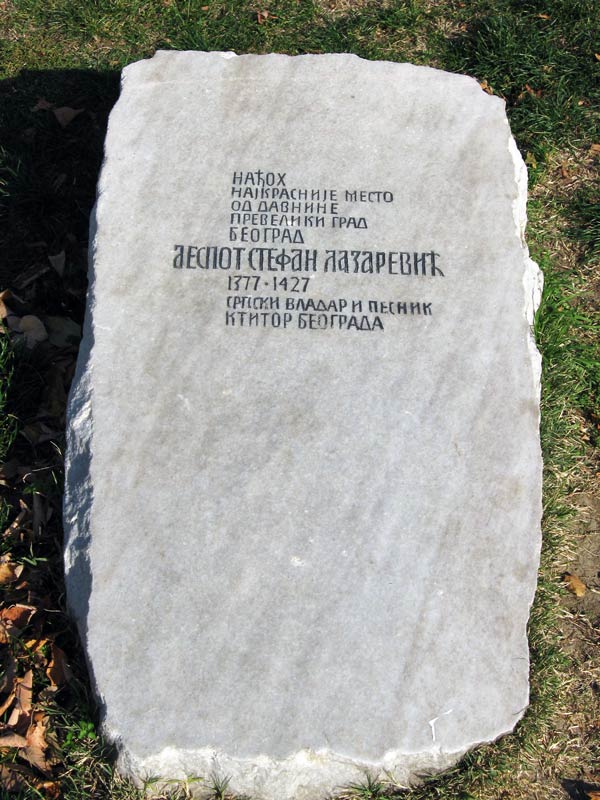 НАЂОХ
НАЈКРАСНИЈЕ МЕСТО
ОД ДАВНИНЕ
ПРЕВЕЛИКИ ГРАД
БЕОГРАД
ДЕСПОТ СТЕФАН ЛАЗАРЕВИЋ
1377 · 1427
СРПСКИ ВЛАДАР И ПЕСНИК
КТИТОР БЕОГРАДА